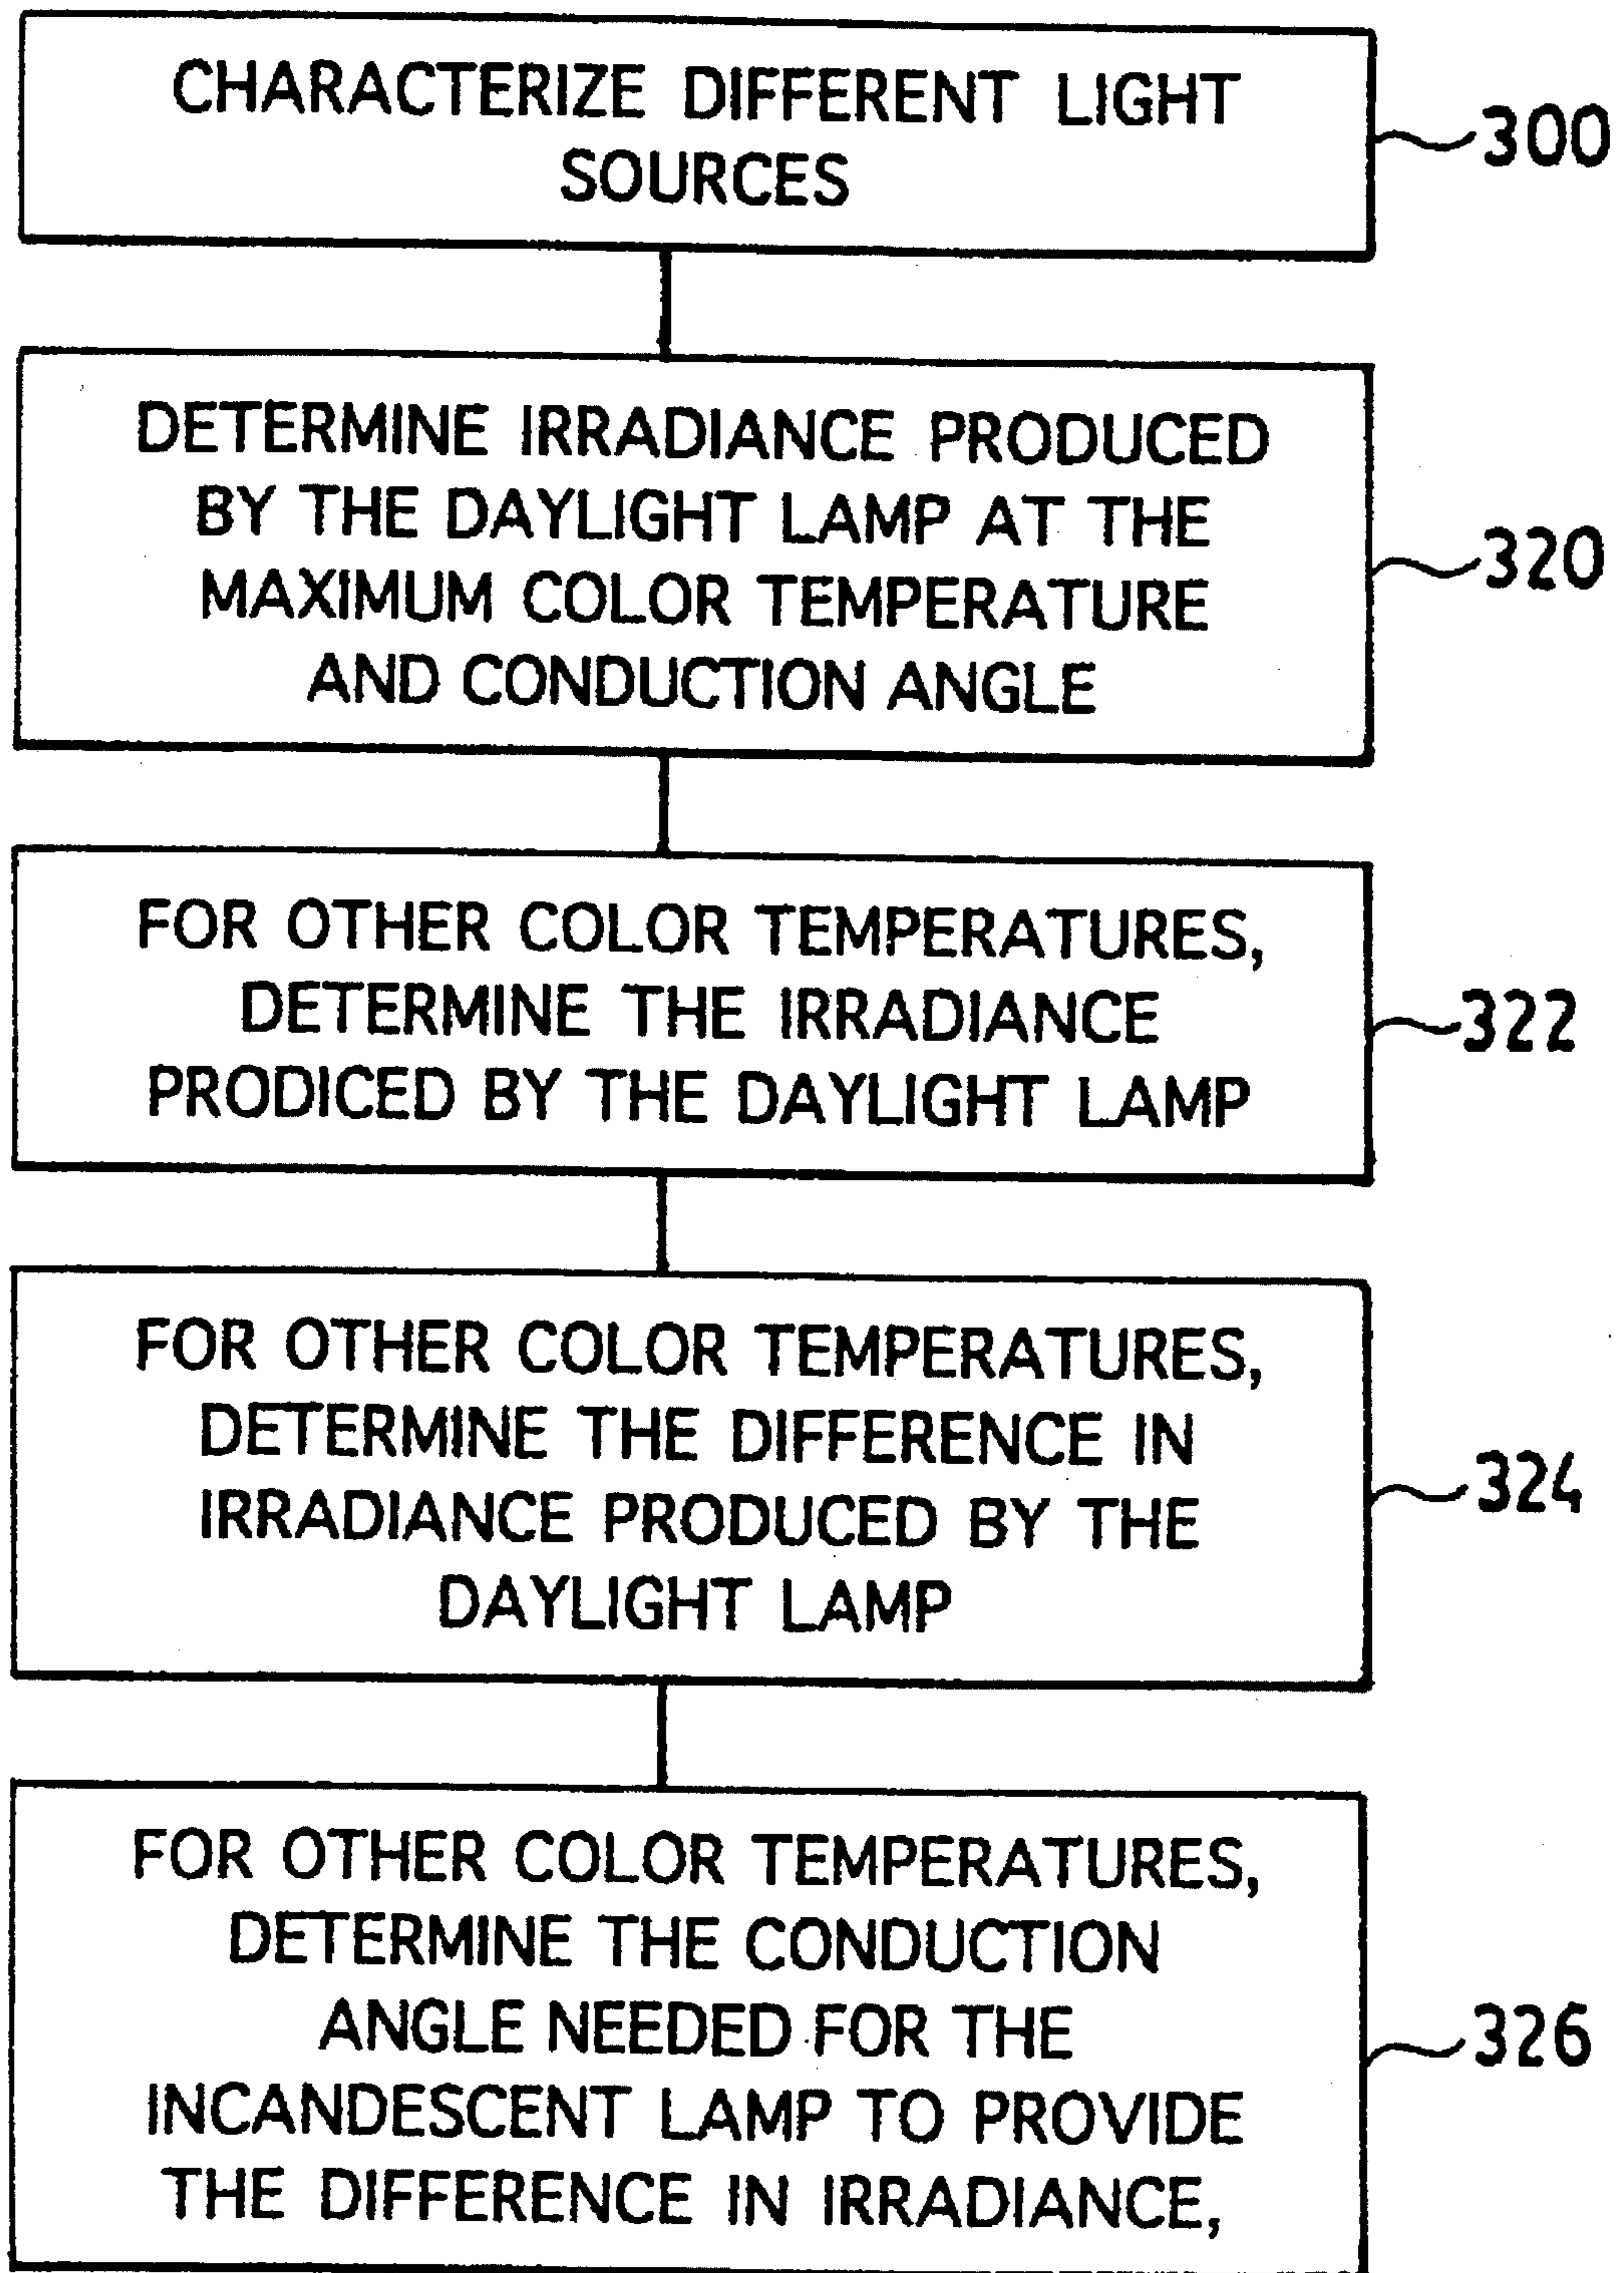 CHARACTERIZE DIFFERENT LIGHT
SOURCES
300
DETERMINE IRRADIANCE PRODUCED
BY THE DAYLIGHT LAMP AT THE
MAXIMUM COLOR TEMPERATURE
AND CONDUCTION ANGLE
320
FOR OTHER COLOR TEMPERATURES,
DETERMINE THE IRRADIANCE
PRODICED BY THE DAYLIGHT LAMP
322
FOR OTHER COLOR TEMPERATURES,
DETERMINE THE DIFFERENCE IN
IRRADIANCE PRODUCED BY THE
DAYLIGHT LAMP
324
FOR OTHER COLOR TEMPERATURES,
DETERMINE THE CONDUCTION
ANGLE NEEDED FOR THE
INCANDESCENT LAMP TO PROVIDE
THE DIFFERENCE IN IRRADIANCE,
326